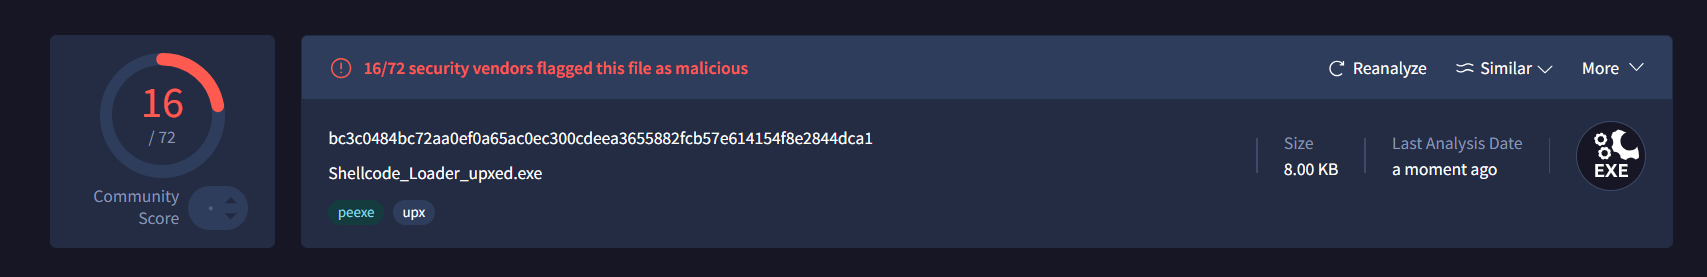 16
/ 72
Community
Score
16/72 security vendors flagged this file as malicious
Reanalyze
Similar
More
bc3c0484bc72aa0ef0a65ac0ec300cdeea3655882fcb57e614154f8e2844dca1
Shellcode_Loader_upxed.exe
peexe
upx
Size
8.00 KB
Last Analysis Date
a moment ago
EXE